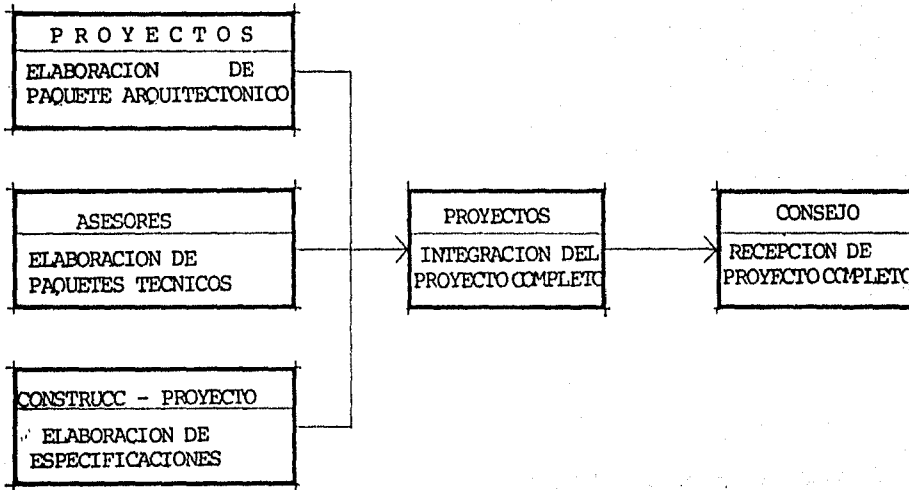 P R O Y E C T O S
ELABORACION DE
PAQUETE ARQUITECTONICO
ASESORES
ELABORACION DE
PAQUETES TECNICOS
CONSTRUCC - PROYECTO
ELABORACION DE
ESPECIFICACIONES
PROYECTOS
INTEGRACION DEL
PROYECTO COMPLETO
CONSEJO
RECEPCION DE
PROYECTO COMPLETO